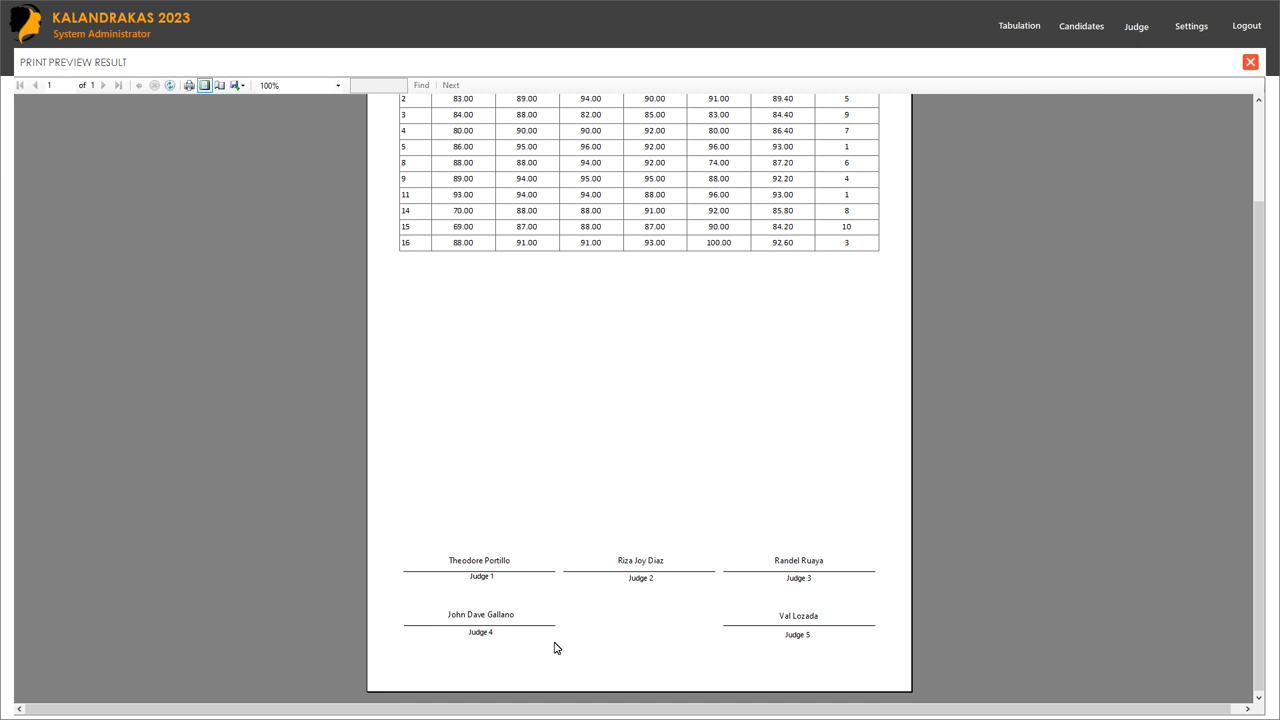 KALANDRAKAS 2023
System Administrator
Tabulation Candidates Judge Settings Logout
PRINT PREVIEW RESULT
1 of 1 100% Find Next
2 83.00 89.00 94.00 90.00 91.00 89.40 5
3 84.00 88.00 82.00 85.00 83.00 84.40 9
4 80.00 90.00 90.00 92.00 80.00 86.40 7
5 86.00 95.00 96.00 92.00 96.00 93.00 1
8 88.00 88.00 94.00 92.00 74.00 87.20 6
9 89.00 94.00 95.00 95.00 88.00 92.20 4
11 93.00 94.00 94.00 88.00 96.00 93.00 1
14 70.00 88.00 88.00 91.00 92.00 85.80 8
15 69.00 87.00 88.00 87.00 90.00 84.20 10
16 88.00 91.00 91.00 93.00 100.00 92.60 3
Theodore Portillo Riza Joy Diaz Randel Ruaya
Judge 1 Judge 2 Judge 3
John Dave Gallano Val Lozada
Judge 4 Judge 5